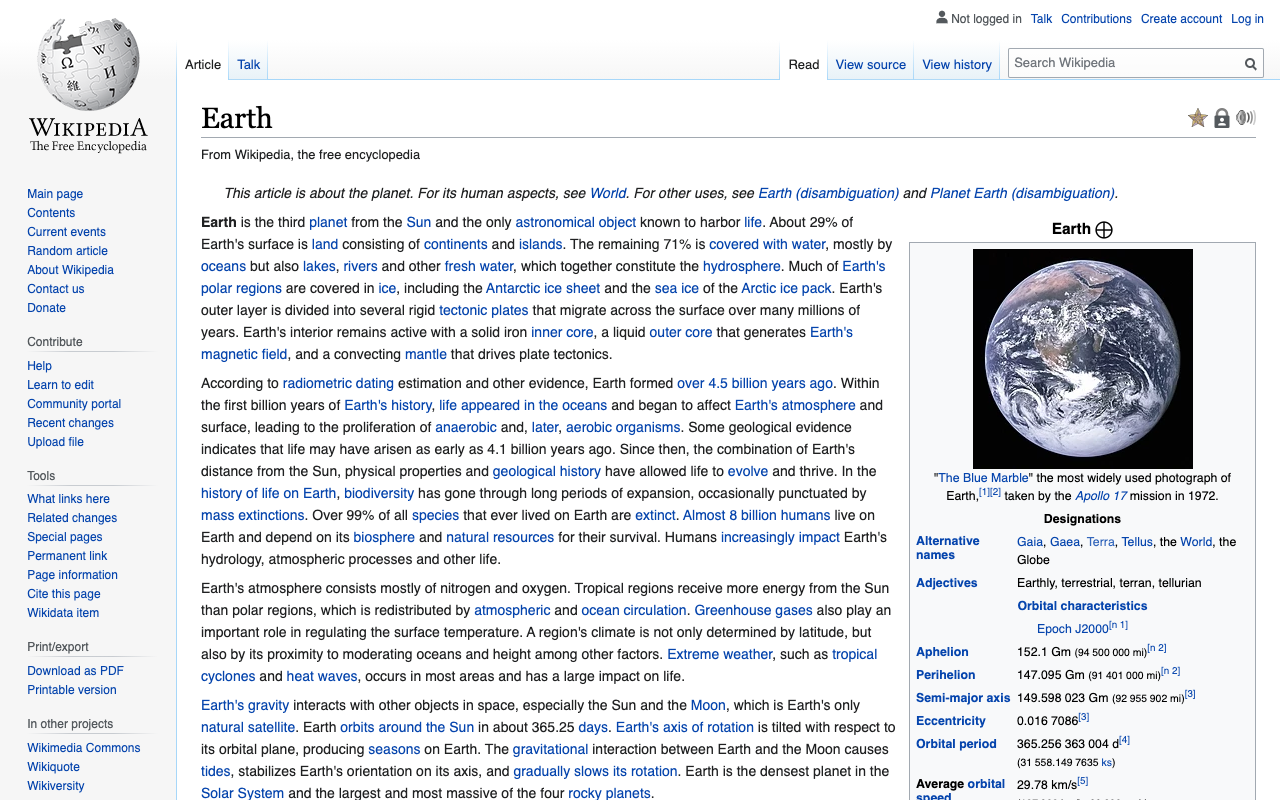 WIKIPEDIA
The Free Encyclopedia
Not logged in Talk Contributions Create account Log in
Article Talk Read View source View history Search Wikipedia
Main page
Contents
Current events
Random article
About Wikipedia
Contact us
Donate
Contribute
Help
Learn to edit
Community portal
Recent changes
Upload file
Tools
What links here
Related changes
Special pages
Permanent link
Page information
Cite this page
Wikidata item
Print/export
Download as PDF
Printable version
In other projects
Wikimedia Commons
Wikiquote
Wikiversity
Earth
From Wikipedia, the free encyclopedia
This article is about the planet. For its human aspects, see World. For other uses, see Earth (disambiguation) and Planet Earth (disambiguation).
Earth is the third planet from the Sun and the only astronomical object known to harbor life. About 29% of
Earth's surface is land consisting of continents and islands. The remaining 71% is covered with water, mostly by
oceans but also lakes, rivers and other fresh water, which together constitute the hydrosphere. Much of Earth's
polar regions are covered in ice, including the Antarctic ice sheet and the sea ice of the Arctic ice pack. Earth's
outer layer is divided into several rigid tectonic plates that migrate across the surface over many millions of
years. Earth's interior remains active with a solid iron inner core, a liquid outer core that generates Earth's
magnetic field, and a convecting mantle that drives plate tectonics.
According to radiometric dating estimation and other evidence, Earth formed over 4.5 billion years ago. Within
the first billion years of Earth's history, life appeared in the oceans and began to affect Earth's atmosphere and
surface, leading to the proliferation of anaerobic and, later, aerobic organisms. Some geological evidence
indicates that life may have arisen as early as 4.1 billion years ago. Since then, the combination of Earth's
distance from the Sun, physical properties and geological history have allowed life to evolve and thrive. In the
history of life on Earth, biodiversity has gone through long periods of expansion, occasionally punctuated by
mass extinctions. Over 99% of all species that ever lived on Earth are extinct. Almost 8 billion humans live on
Earth and depend on its biosphere and natural resources for their survival. Humans increasingly impact Earth's
hydrology, atmospheric processes and other life.
Earth's atmosphere consists mostly of nitrogen and oxygen. Tropical regions receive more energy from the Sun
than polar regions, which is redistributed by atmospheric and ocean circulation. Greenhouse gases also play an
important role in regulating the surface temperature. A region's climate is not only determined by latitude, but
also by its proximity to moderating oceans and height among other factors. Extreme weather, such as tropical
cyclones and heat waves, occurs in most areas and has a large impact on life.
Earth's gravity interacts with other objects in space, especially the Sun and the Moon, which is Earth's only
natural satellite. Earth orbits around the Sun in about 365.25 days. Earth's axis of rotation is tilted with respect to
its orbital plane, producing seasons on Earth. The gravitational interaction between Earth and the Moon causes
tides, stabilizes Earth's orientation on its axis, and gradually slows its rotation. Earth is the densest planet in the
Solar System and the largest and most massive of the four rocky planets.
Earth
"The Blue Marble" the most widely used photograph of
Earth,[1][2] taken by the Apollo 17 mission in 1972.
Designations
Alternative names Gaia, Gaea, Terra, Tellus, the World, the
Globe
Adjectives Earthly, terrestrial, terran, tellurian
Orbital characteristics
Epoch J2000[n 1]
Aphelion 152.1 Gm (94 500 000 mi)[n 2]
Perihelion 147.095 Gm (91 401 000 mi)[n 2]
Semi-major axis 149.598 023 Gm (92 955 902 mi)[3]
Eccentricity 0.016 7086[3]
Orbital period 365.256 363 004 d[4]
(31 558.149 7635 ks)
Average orbital 29.78 km/s[5]
speed